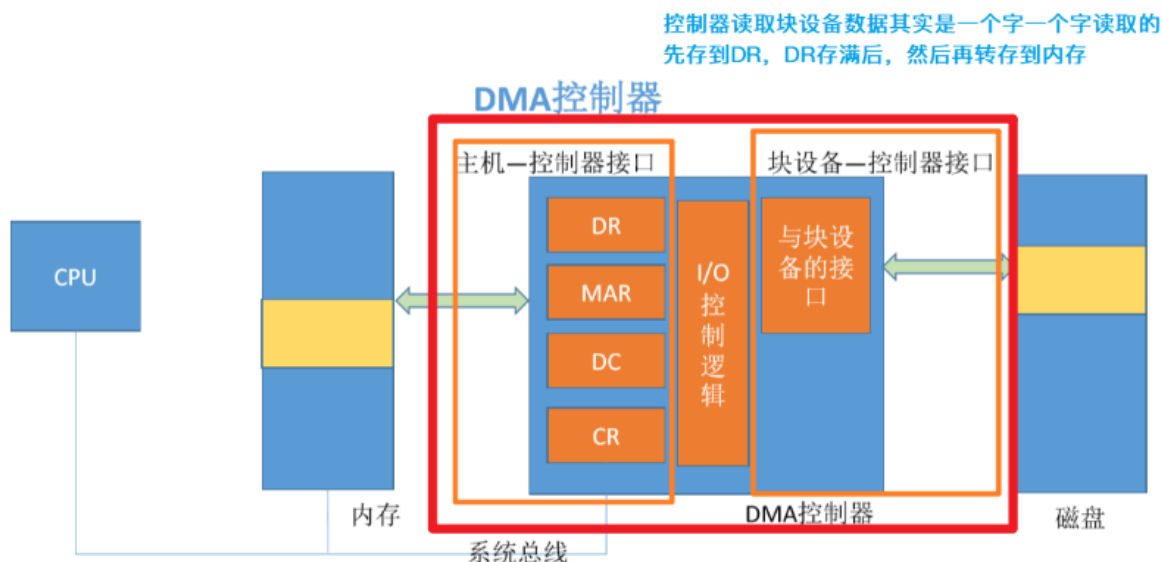 控制器读取块设备数据其实是一个字一个字读取的
先存到DR，DR存满后，然后再转存到内存
DMA控制器
主机—控制器接口
块设备—控制器接口
CPU
DR
MAR
DC
CR
I/O
控
制
逻
辑
与块设
备的接
口
内存
DMA控制器
磁盘
系统总线